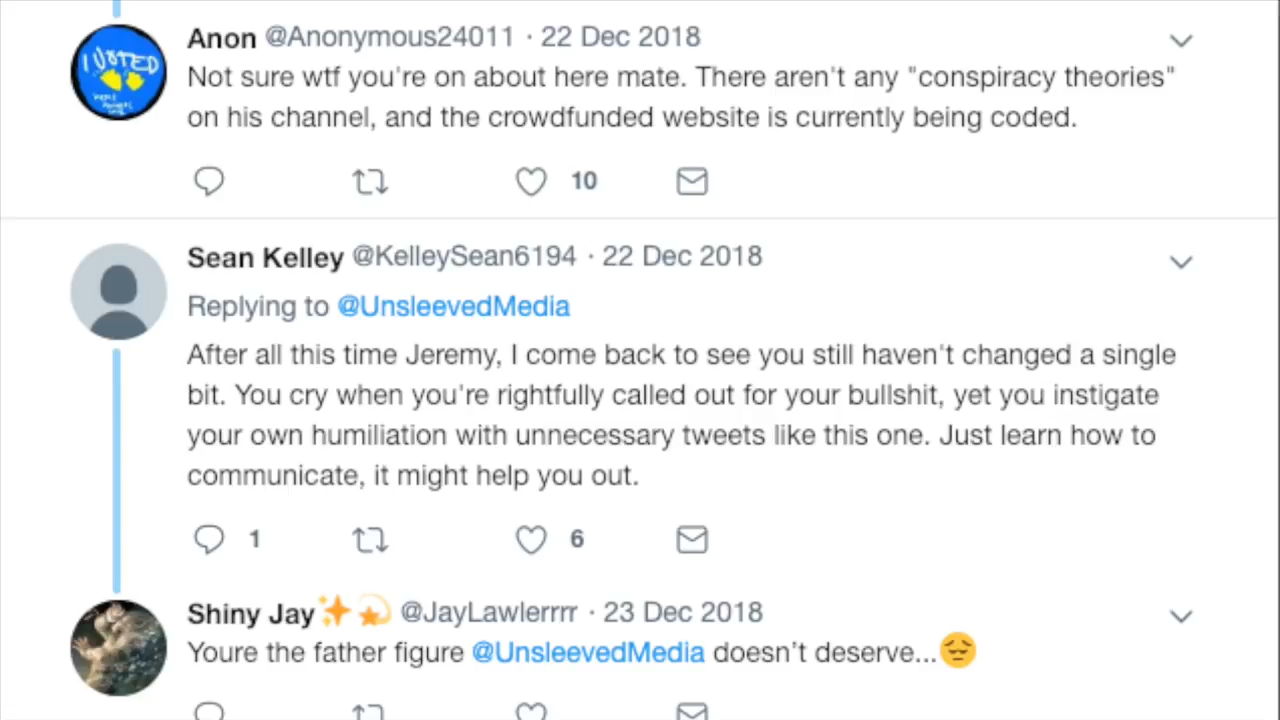 I VOTED
Anon @Anonymous24011 · 22 Dec 2018
Not sure wtf you're on about here mate. There aren't any "conspiracy theories"
on his channel, and the crowdfunded website is currently being coded.
10
Sean Kelley @KelleySean6194 · 22 Dec 2018
Replying to @UnsleevedMedia
After all this time Jeremy, I come back to see you still haven't changed a single
bit. You cry when you're rightfully called out for your bullshit, yet you instigate
your own humiliation with unnecessary tweets like this one. Just learn how to
communicate, it might help you out.
1 6
Shiny Jay✨💫 @JayLawlerrrr · 23 Dec 2018
Youre the father figure @UnsleevedMedia doesn't deserve...😔